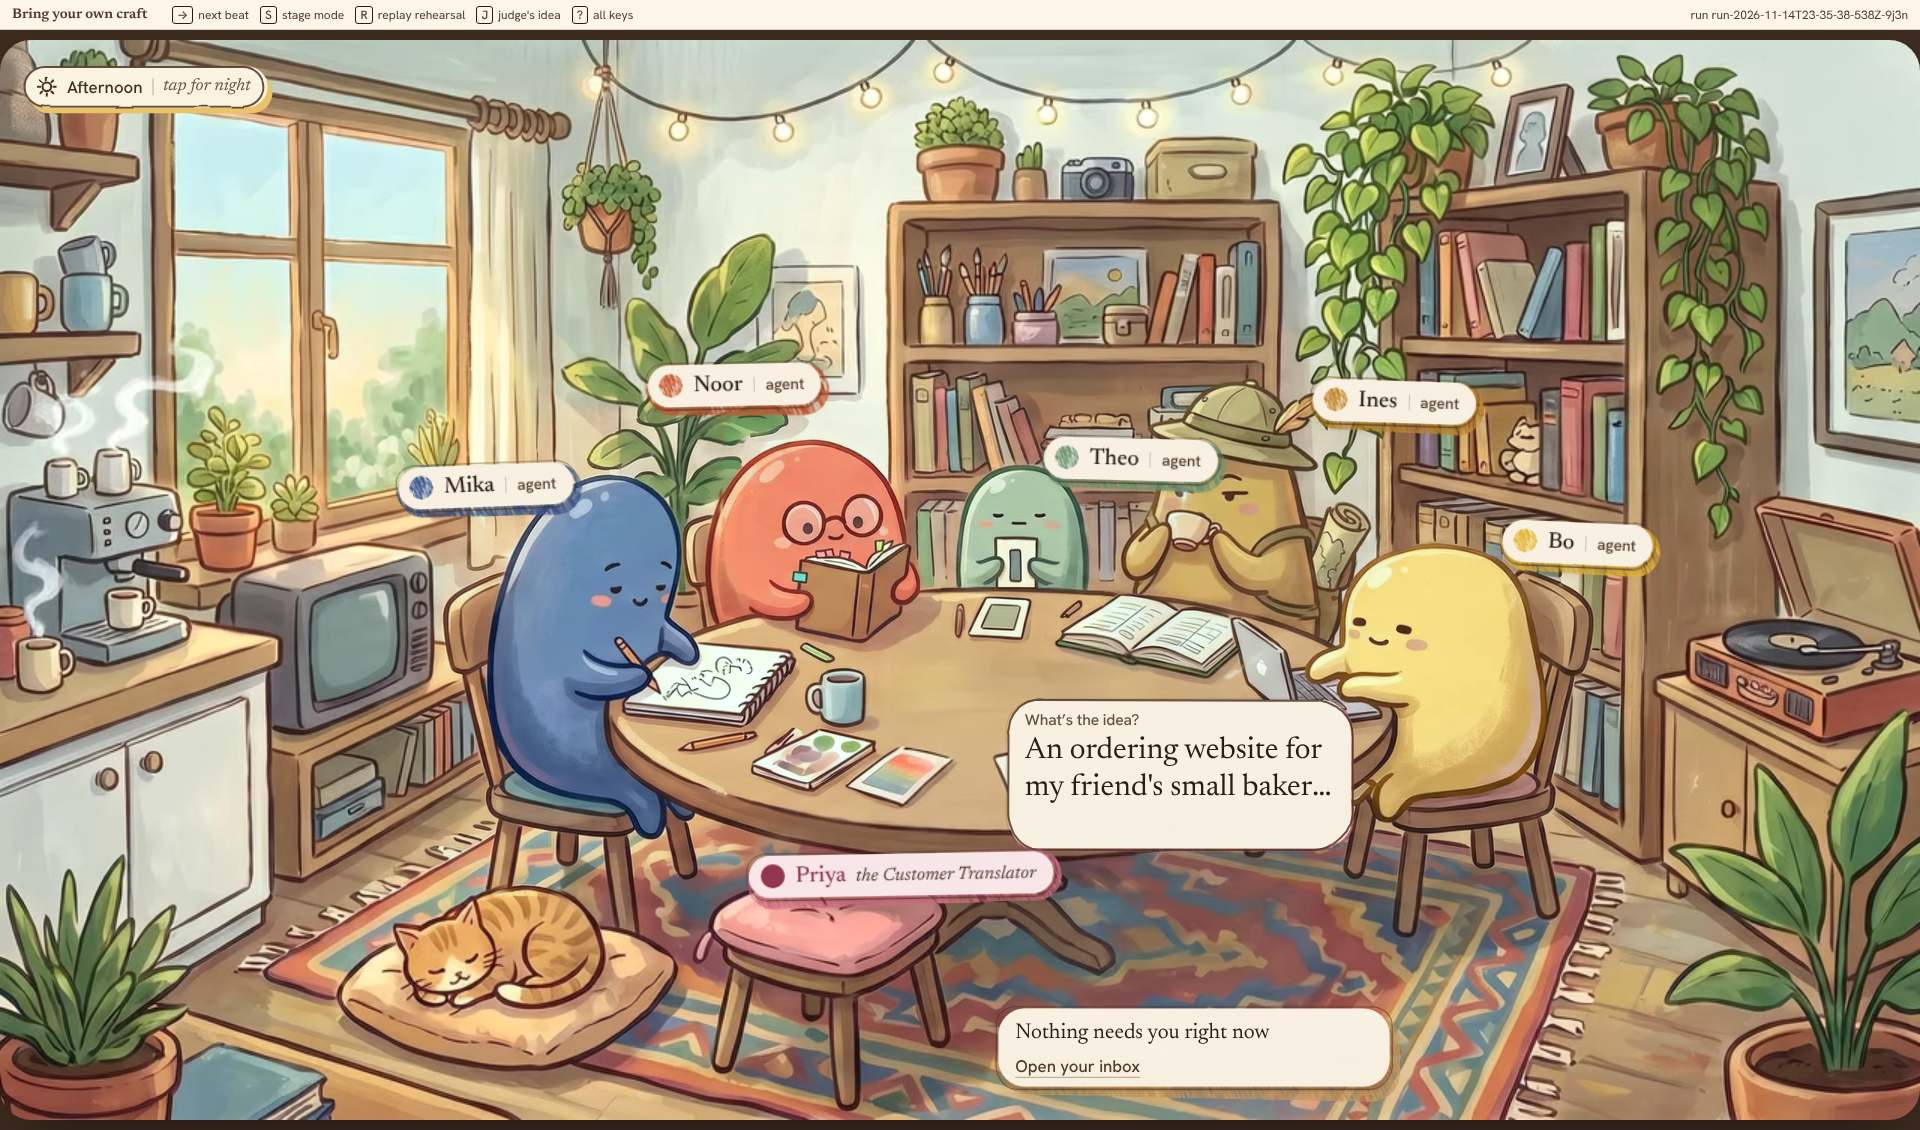 Bring your own craft → next beat S stage mode R replay rehearsal J judge's idea ? all keys run run-2026-11-14T23-35-38-538Z-9j3n
Afternoon tap for night
Noor agent
Ines agent
Theo agent
Mika agent
Bo agent
What's the idea?
An ordering website for
my friend's small baker...
Priya the Customer Translator
Nothing needs you right now
Open your inbox